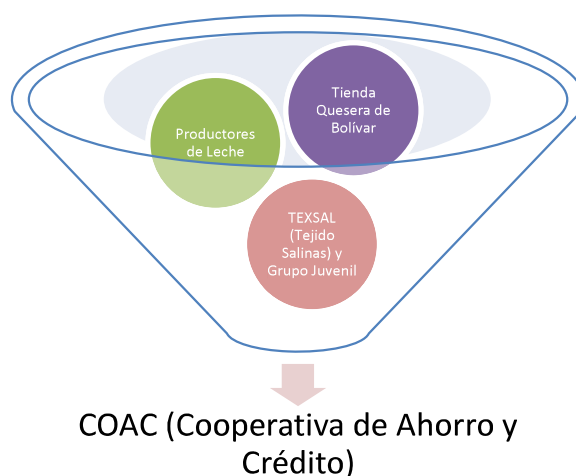 Tienda
Quesera de
Bolívar
Productores
de Leche
TEXSAL
(Tejido
Salinas) y
Grupo Juvenil
COAC (Cooperativa de Ahorro y
Crédito)